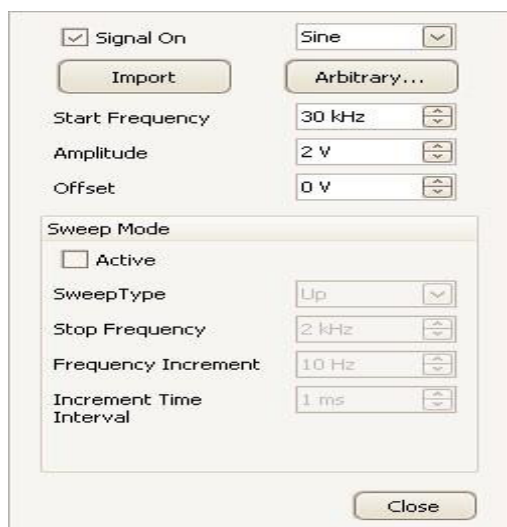 Signal On Sine
Import Arbitrary...
Start Frequency 30 kHz
Amplitude 2 V
Offset 0 V
Sweep Mode
Active
SweepType Up
Stop Frequency 2 kHz
Frequency Increment 10 Hz
Increment Time 1 ms
Interval
Close